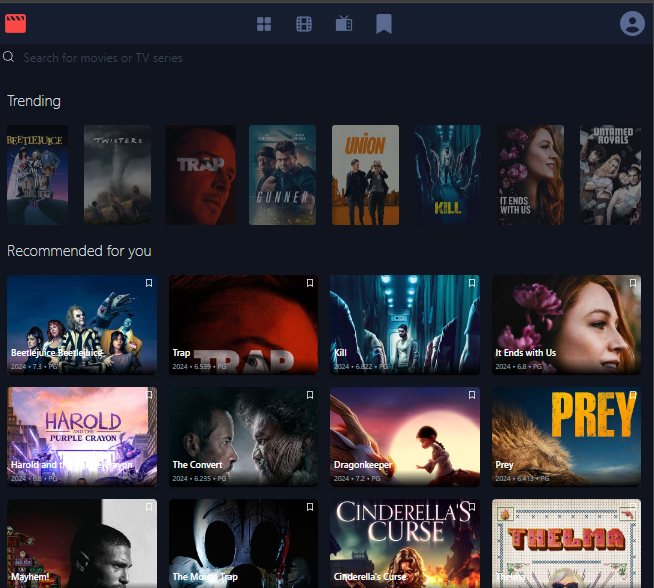 Search for movies or TV series
Trending
BEETLEJUICE
TWISTERS
TRAP
GUNNER
THE UNION
KILL
IT ENDS
WITH US
UNTAMED
ROYALS
Recommended for you
Beetlejuice Beetlejuice
2024 • 7.3 • PG
TRAP
Trap
2024 • 6.539 • PG
Kill
2024 • 6.822 • PG
It Ends with Us
2024 • 6.8 • PG
HAROLD
AND THE
PURPLE CRAYON
Harold and the Purple Crayon
2024 • 6.8 • PG
The Convert
2024 • 6.235 • PG
Dragonkeeper
2024 • 7.2 • PG
PREY
Prey
2024 • 6.413 • PG
Mayhem!
The Mouse Trap
CINDERELLA'S
CURSE
Cinderella's Curse
THELMA
Thelma